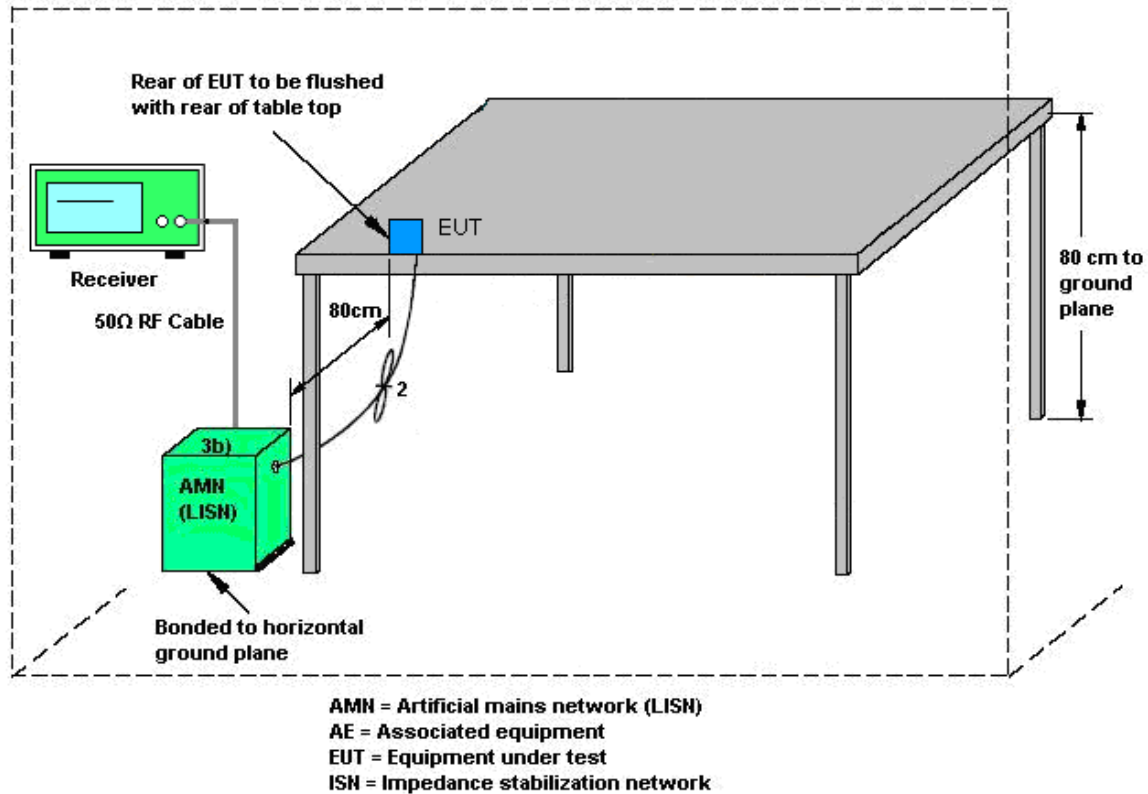 Rear of EUT to be flushed
with rear of table top
EUT
Receiver
50Ω RF Cable
80cm
2
80 cm to
ground
plane
3b)
AMN
(LISN)
Bonded to horizontal
ground plane
AMN = Artificial mains network (LISN)
AE = Associated equipment
EUT = Equipment under test
ISN = Impedance stabilization network